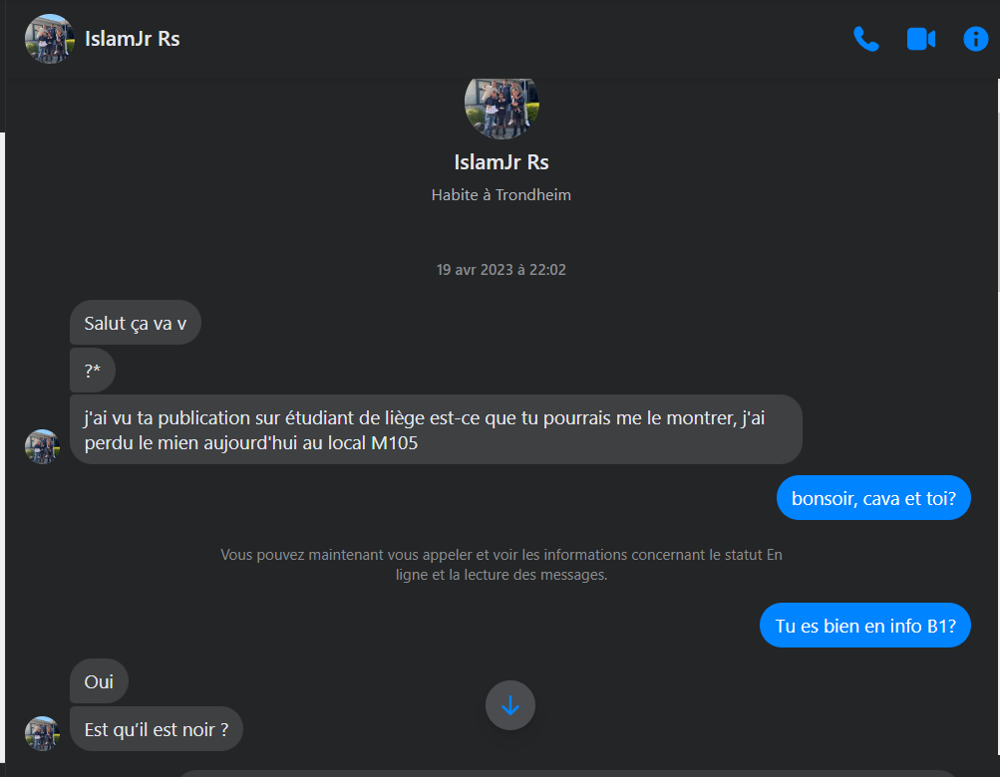 IslamJr Rs
IslamJr Rs
Habite à Trondheim
19 avr 2023 à 22:02
Salut ça va v
?*
j'ai vu ta publication sur étudiant de liège est-ce que tu pourrais me le montrer, j'ai
perdu le mien aujourd'hui au local M105
bonsoir, cava et toi?
Vous pouvez maintenant vous appeler et voir les informations concernant le statut En
ligne et la lecture des messages.
Tu es bien en info B1?
Oui
Est qu’il est noir ?